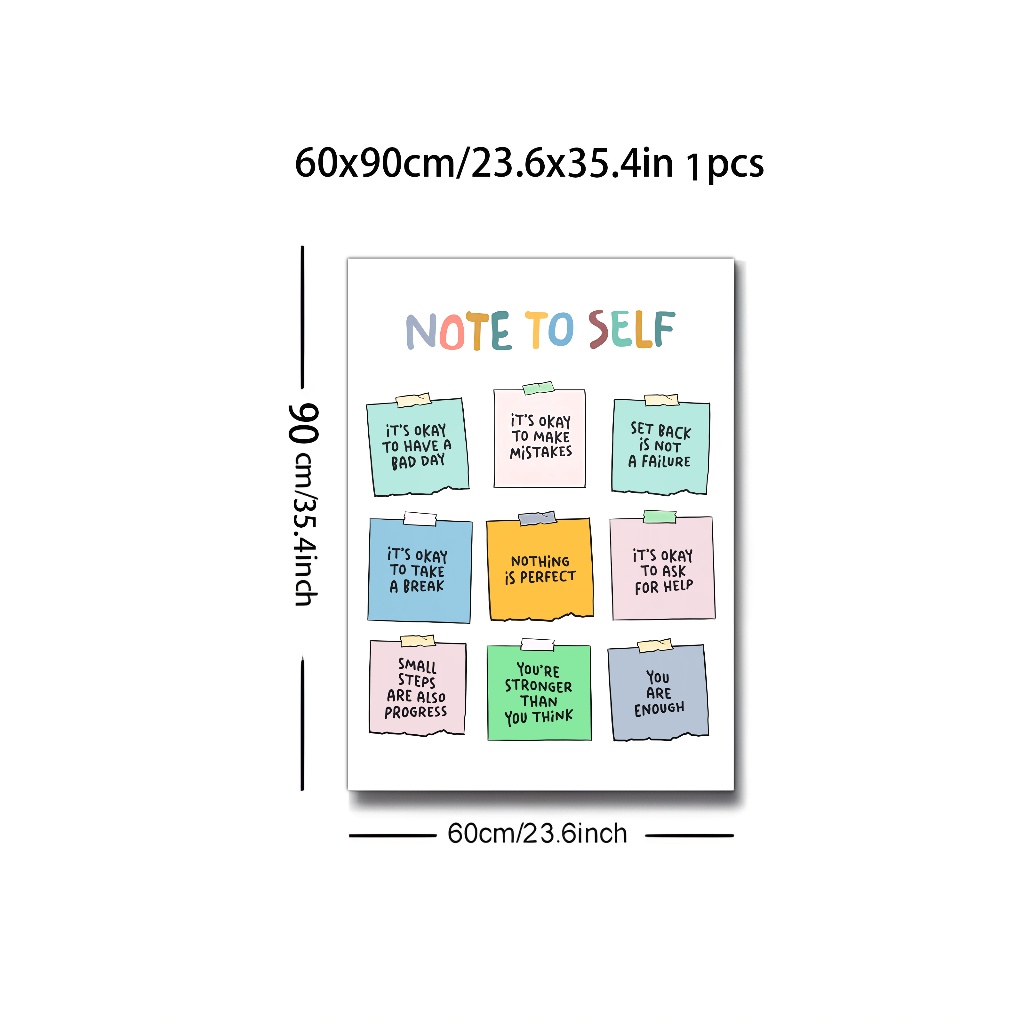 60x90cm/23.6x35.4in 1pcs
90 cm/35.4inch
NOTE TO SELF
iT'S OKAY
TO HAVE A
BAD DAY
iT'S OKAY
TO MAKE
MiSTAKES
SET BACK
iS NOT
A FAiLURE
iT'S OKAY
TO TAKE
A BREAK
NOTHiNG
iS PERFECT
iT'S OKAY
TO ASK
FOR HELP
SMALL
STEPS
ARE ALSO
PROGRESS
YOU'RE
STRONGER
THAN
YOU THiNK
YOU
ARE
ENOUGH
60cm/23.6inch